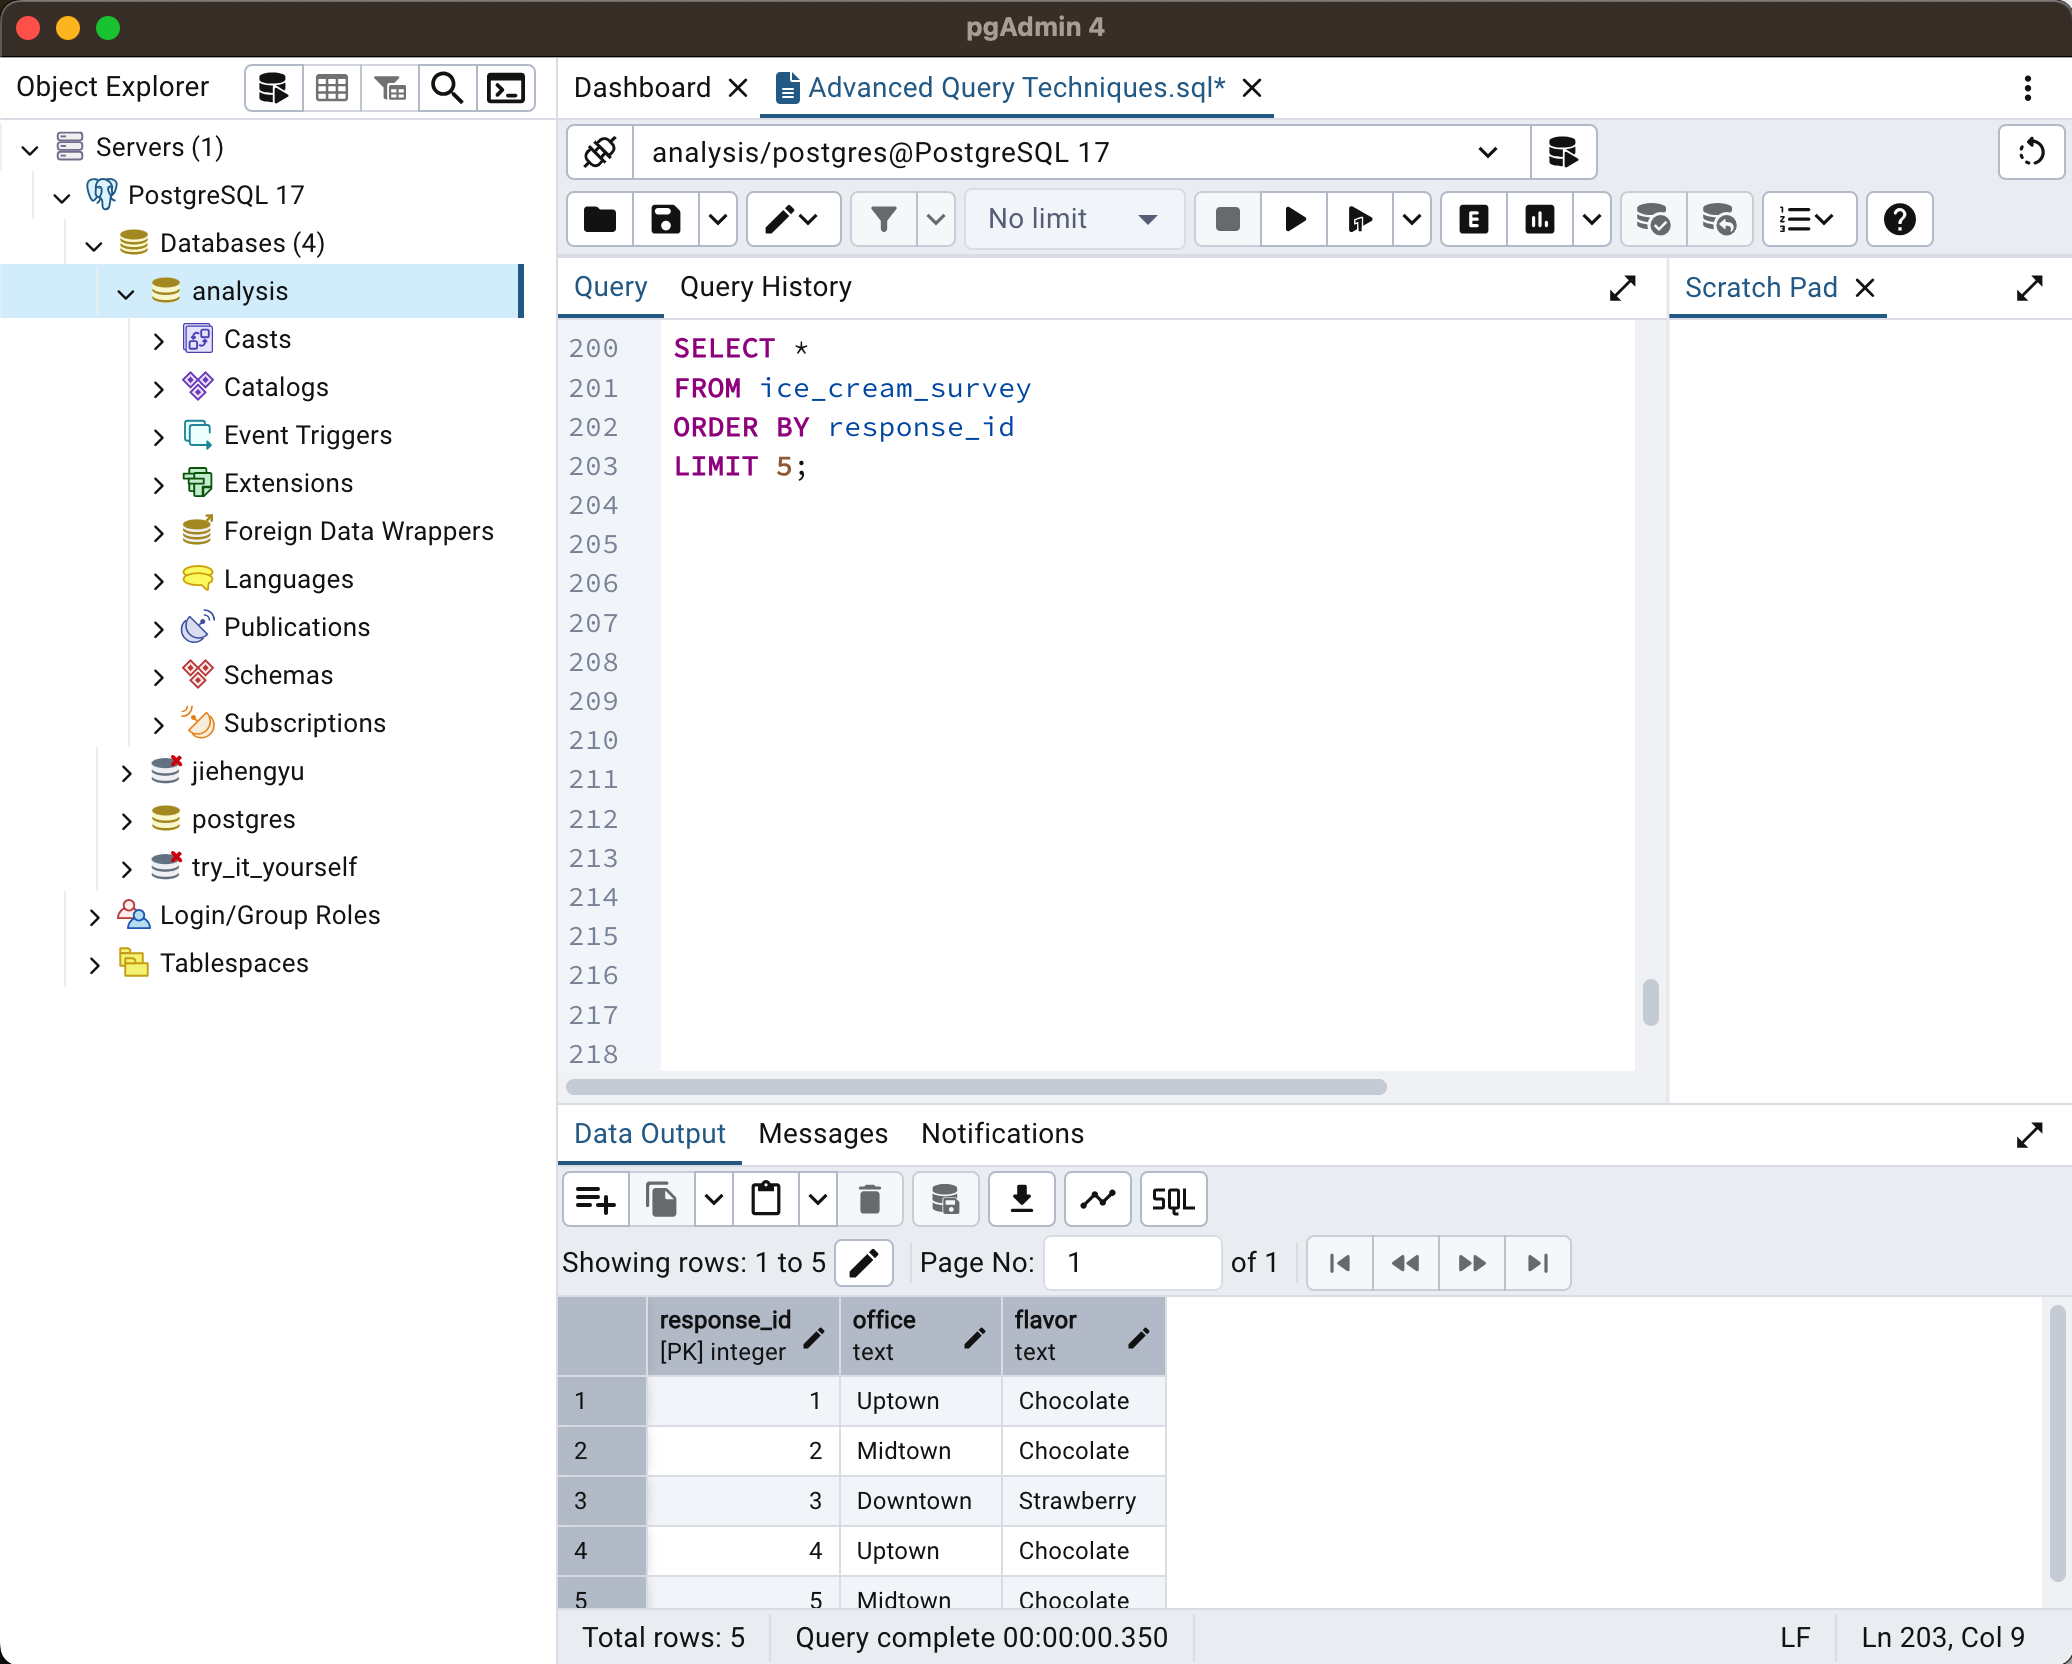 pgAdmin 4
Object Explorer
Servers (1)
PostgreSQL 17
Databases (4)
analysis
Casts
Catalogs
Event Triggers
Extensions
Foreign Data Wrappers
Languages
Publications
Schemas
Subscriptions
jiehengyu
postgres
try_it_yourself
Login/Group Roles
Tablespaces
Dashboard
Advanced Query Techniques.sql*
analysis/postgres@PostgreSQL 17
No limit
E
Query
Query History
Scratch Pad
200 SELECT *
201 FROM ice_cream_survey
202 ORDER BY response_id
203 LIMIT 5;
204
205
206
207
208
209
210
211
212
213
214
215
216
217
218
Data Output
Messages
Notifications
SQL
Showing rows: 1 to 5
Page No: 1 of 1
response_id office flavor
[PK] integer text text
1 1 Uptown Chocolate
2 2 Midtown Chocolate
3 3 Downtown Strawberry
4 4 Uptown Chocolate
5 5 Midtown Chocolate
Total rows: 5
Query complete 00:00:00.350
LF
Ln 203, Col 9